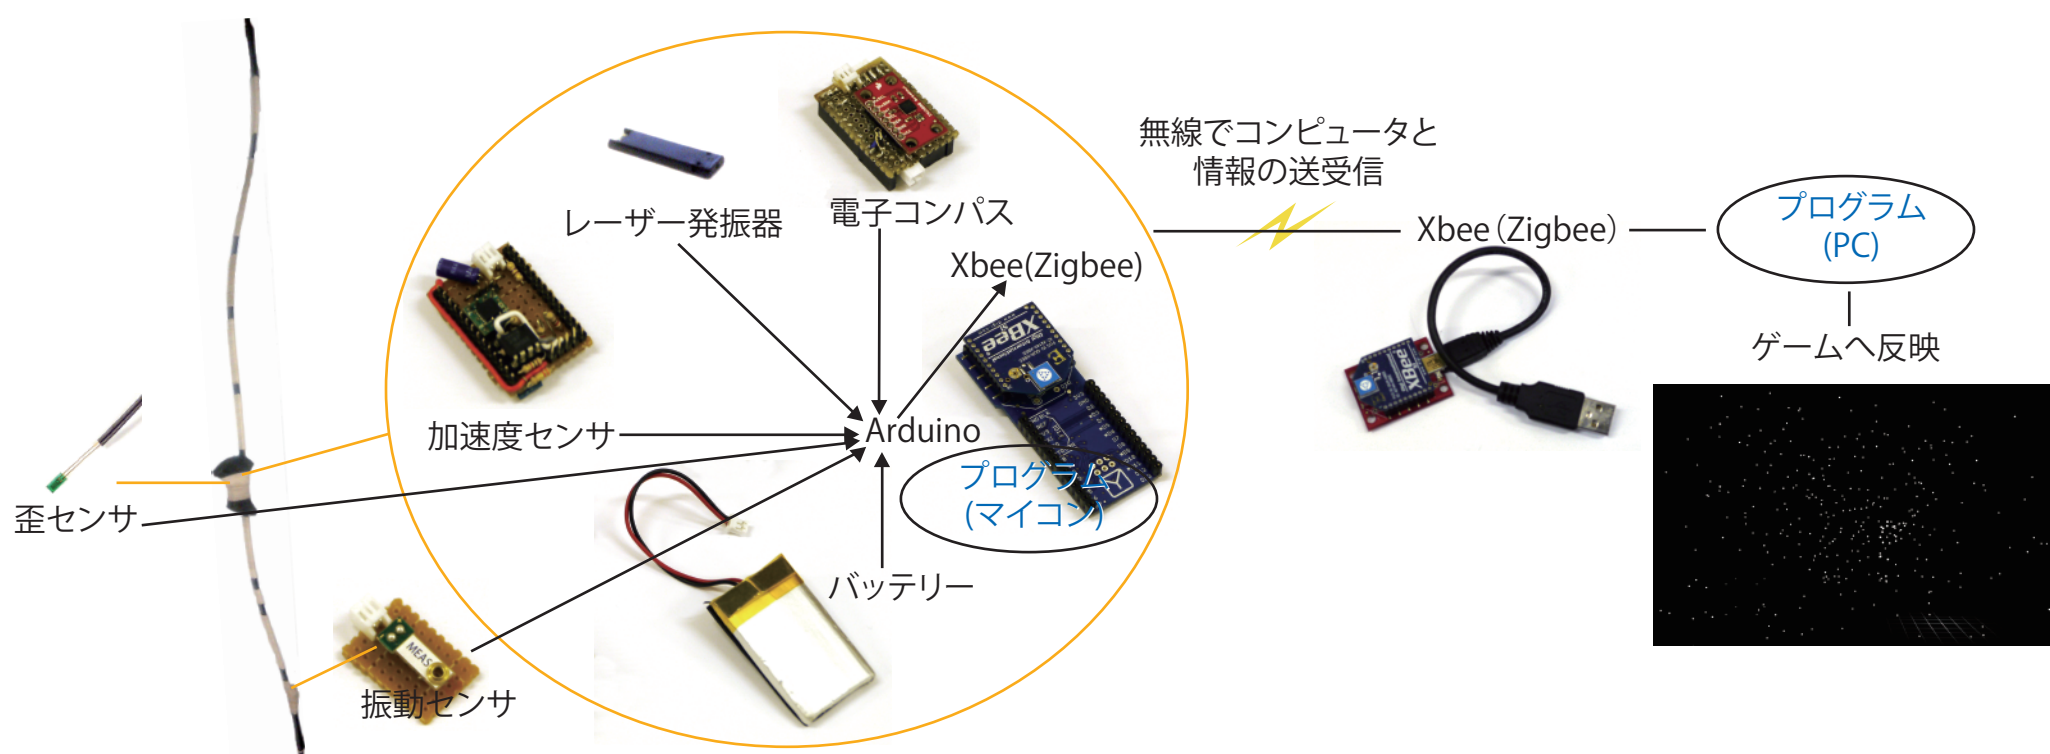 無線でコンピュータと
情報の送受信
レーザー発振器
電子コンパス
Xbee(Zigbee)
Xbee（Zigbee）
プログラム
(PC)
ゲームへ反映
加速度センサ
Arduino
プログラム
(マイコン)
歪センサ
バッテリー
振動センサ
XBee
XBee
MEAS